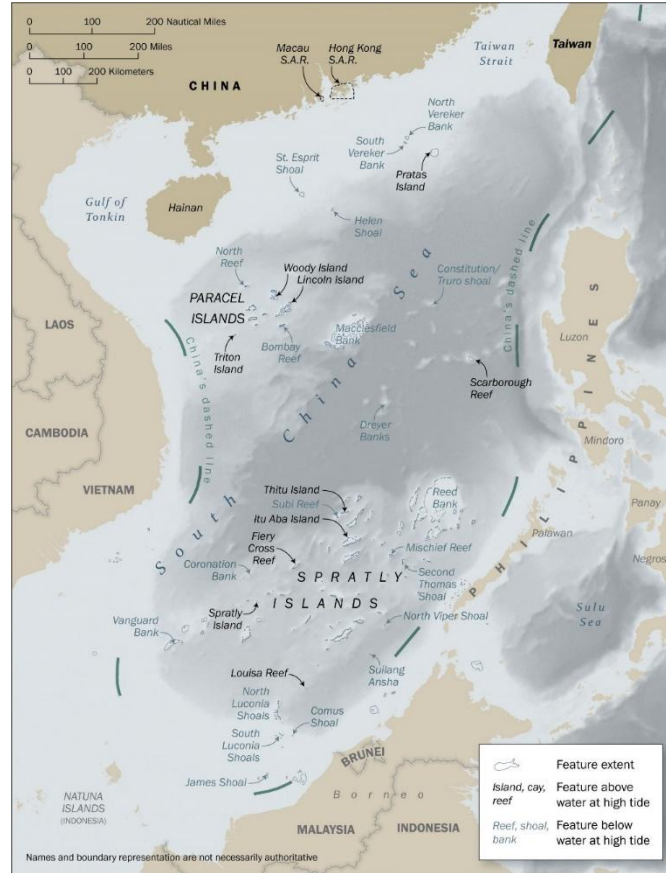 0 100 200 Nautical Miles
0 100 200 Miles
0 100 200 Kilometers
CHINA
Macau
S.A.R.
Hong Kong
S.A.R.
Taiwan
Strait
Taiwan
North
Vereker
Bank
South
Vereker
Bank
Pratas
Island
St. Esprit
Shoal
Gulf of
Tonkin
Hainan
Helen
Shoal
North
Reef
Woody Island
Lincoln Island
PARACEL
ISLANDS
Constitution/
Truro shoal
China's dashed line
Luzon
LAOS
Triton
Island
Bombay
Reef
Macclesfield
Bank
Scarborough
Reef
China's dashed line
South China Sea
Dreyer
Banks
CAMBODIA
VIETNAM
PHILIPPINES
Mindoro
Thitu Island
Subi Reef
Itu Aba Island
Reed
Bank
Panay
Palawan
Negros
Fiery
Cross
Reef
Mischief Reef
Coronation
Bank
SPRATLY
ISLANDS
Second
Thomas
Shoal
Spratly
Island
North Viper Shoal
Sulu
Sea
Vanguard
Bank
Louisa Reef
Suilang
Ansha
North
Luconia
Shoals
Comus
Shoal
South
Luconia
Shoals
James Shoal
BRUNEI
NATUNA
ISLANDS
(INDONESIA)
Borneo
MALAYSIA
INDONESIA
Feature extent
Island, cay,
reef
Feature above
water at high tide
Reef, shoal,
bank
Feature below
water at high tide
Names and boundary representation are not necessarily authoritative